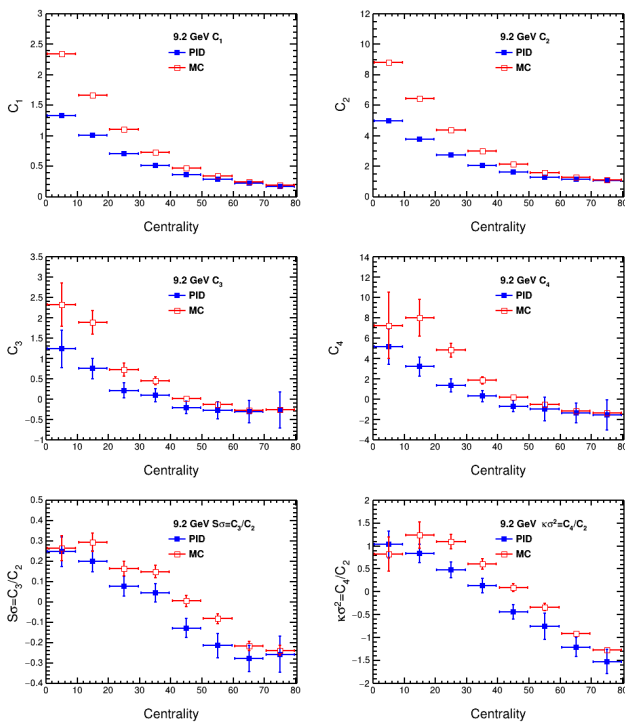 3
9.2 GeV C₁
PID
MC
2.5
2
1.5
1
0.5
0
C₁
0 10 20 30 40 50 60 70 80
Centrality
12
9.2 GeV C₂
PID
MC
10
8
6
4
2
0
C₂
0 10 20 30 40 50 60 70 80
Centrality
3.5
9.2 GeV C₃
PID
MC
3
2.5
2
1.5
1
0.5
0
−0.5
−1
C₃
0 10 20 30 40 50 60 70 80
Centrality
14
9.2 GeV C₄
PID
MC
12
10
8
6
4
2
0
−2
−4
C₄
0 10 20 30 40 50 60 70 80
Centrality
0.5
9.2 GeV Sσ=C₃/C₂
PID
MC
0.4
0.3
0.2
0.1
0
−0.1
−0.2
−0.3
−0.4
Sσ=C₃/C₂
0 10 20 30 40 50 60 70 80
Centrality
2
9.2 GeV κσ²=C₄/C₂
PID
MC
1.5
1
0.5
0
−0.5
−1
−1.5
−2
κσ²=C₄/C₂
0 10 20 30 40 50 60 70 80
Centrality